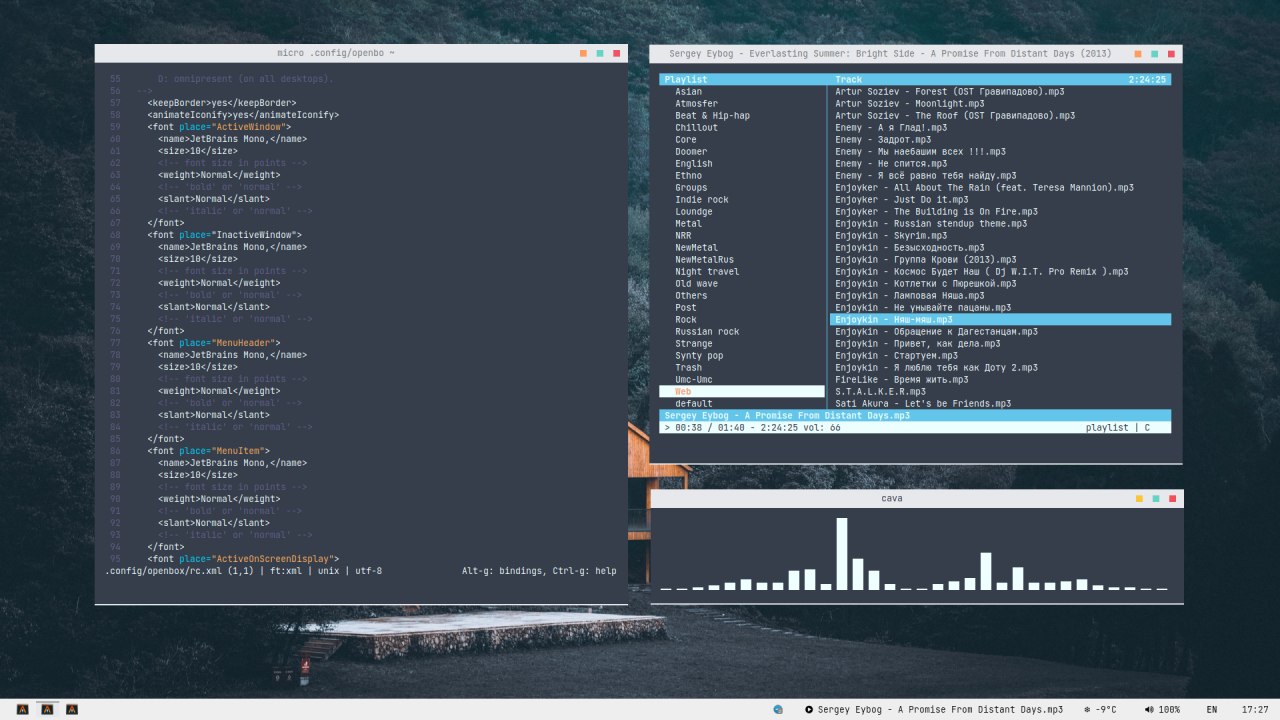 micro .config/openbo ~
55 D: omnipresent (on all desktops).
56 -->
57 <keepBorder>yes</keepBorder>
58 <animateIconify>yes</animateIconify>
59 <font place="ActiveWindow">
60 <name>JetBrains Mono,</name>
61 <size>10</size>
62 <!-- font size in points -->
63 <weight>Normal</weight>
64 <!-- 'bold' or 'normal' -->
65 <slant>Normal</slant>
66 <!-- 'italic' or 'normal' -->
67 </font>
68 <font place="InactiveWindow">
69 <name>JetBrains Mono,</name>
70 <size>10</size>
71 <!-- font size in points -->
72 <weight>Normal</weight>
73 <!-- 'bold' or 'normal' -->
74 <slant>Normal</slant>
75 <!-- 'italic' or 'normal' -->
76 </font>
77 <font place="MenuHeader">
78 <name>JetBrains Mono,</name>
79 <size>10</size>
80 <!-- font size in points -->
81 <weight>Normal</weight>
82 <!-- 'bold' or 'normal' -->
83 <slant>Normal</slant>
84 <!-- 'italic' or 'normal' -->
85 </font>
86 <font place="MenuItem">
87 <name>JetBrains Mono,</name>
88 <size>10</size>
89 <!-- font size in points -->
90 <weight>Normal</weight>
91 <!-- 'bold' or 'normal' -->
92 <slant>Normal</slant>
93 <!-- 'italic' or 'normal' -->
94 </font>
95 <font place="ActiveOnScreenDisplay">
.config/openbox/rc.xml (1,1) | ft:xml | unix | utf-8 Alt-g: bindings, Ctrl-g: help
Sergey Eybog - Everlasting Summer: Bright Side - A Promise From Distant Days (2013)
Playlist Track 2:24:25
Asian Artur Soziev - Forest (OST Гравипадово).mp3
Atmosfer Artur Soziev - Moonlight.mp3
Beat & Hip-hap Artur Soziev - The Roof (OST Гравипадово).mp3
Chillout Enemy - А я Глад!.mp3
Core Enemy - Задрот.mp3
Doomer Enemy - Мы наебашим всех !!!.mp3
English Enemy - Не спится.mp3
Ethno Enemy - Я всё равно тебя найду.mp3
Groups Enjoyker - All About The Rain (feat. Teresa Mannion).mp3
Indie rock Enjoyker - Just Do it.mp3
Loundge Enjoyker - The Building is On Fire.mp3
Metal Enjoykin - Russian stendup theme.mp3
NRR Enjoykin - Skyrim.mp3
NewMetal Enjoykin - Безысходность.mp3
NewMetalRus Enjoykin - Группа Крови (2013).mp3
Night travel Enjoykin - Космос Будет Наш ( Dj W.I.T. Pro Remix ).mp3
Old wave Enjoykin - Котлетки с Пюрешкой.mp3
Others Enjoykin - Ламповая Няша.mp3
Post Enjoykin - Не унывайте пацаны.mp3
Rock Enjoykin - Няш-мяш.mp3
Russian rock Enjoykin - Обращение к Дагестанцам.mp3
Strange Enjoykin - Привет, как дела.mp3
Synty pop Enjoykin - Стартуем.mp3
Trash Enjoykin - Я люблю тебя как Доту 2.mp3
Umc-Umc FireLike - Время жить.mp3
Web S.T.A.L.K.E.R.mp3
default Sati Akura - Let's be Friends.mp3
Sergey Eybog - A Promise From Distant Days.mp3
> 00:38 / 01:40 - 2:24:25 vol: 66 playlist | C
cava
Sergey Eybog - A Promise From Distant Days.mp3 -9°C 100% EN 17:27